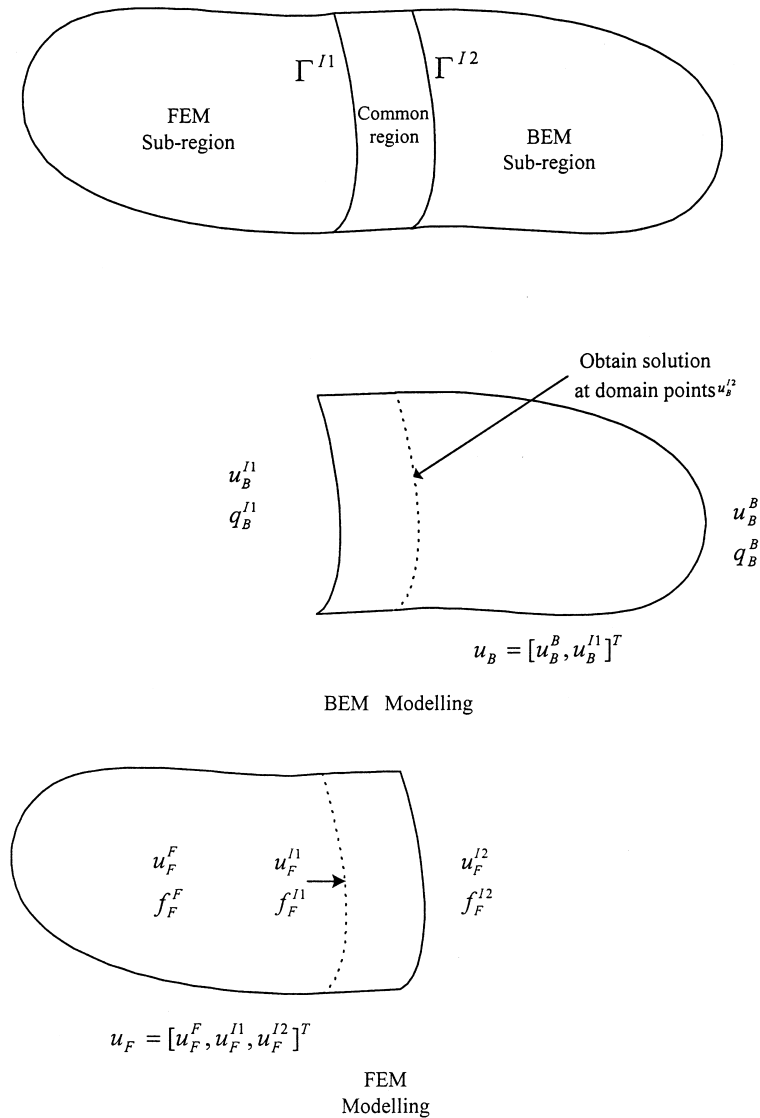 Γ^{I1}
Γ^{I2}
FEM
Sub-region
Common
region
BEM
Sub-region
Obtain solution
at domain points u_B^{I2}
u_B^{I1}
q_B^{I1}
u_B^B
q_B^B
u_B = [u_B^B, u_B^{I1}]^T
BEM Modelling
u_F^F
f_F^F
u_F^{I1}
f_F^{I1}
u_F^{I2}
f_F^{I2}
u_F = [u_F^F, u_F^{I1}, u_F^{I2}]^T
FEM
Modelling